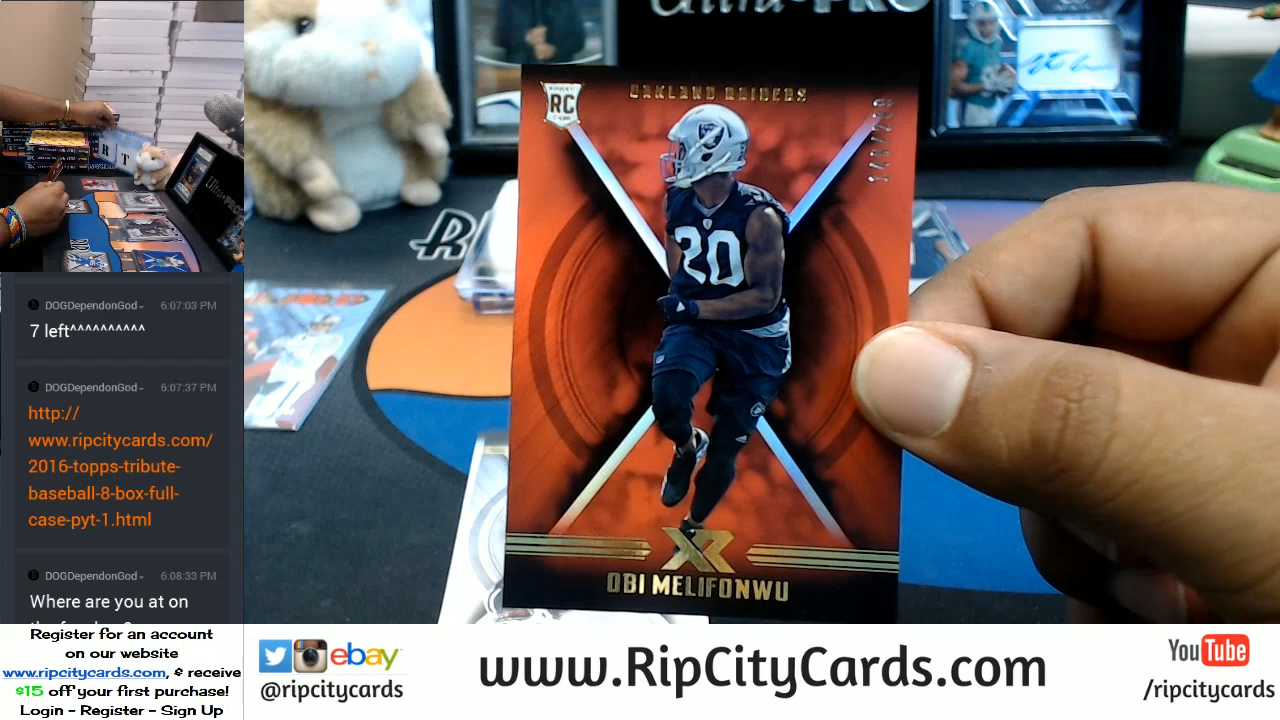 Ultra·PRO
RC
OAKLAND RAIDERS
20
XR
OBI MELIFONWU
DOGDependonGod
6:07:03 PM
7 left^^^^^^^^^^
DOGDependonGod
6:07:37 PM
http://
www.ripcitycards.com/
2016-topps-tribute-
baseball-8-box-full-
case-pyt-1.html
DOGDependonGod
6:08:33 PM
Where are you at on
Register for an account
on our website
www.ripcitycards.com, & receive
$15 off your first purchase!
Login - Register - Sign Up
ebay
@ripcitycards
www.RipCityCards.com
YouTube
/ripcitycards